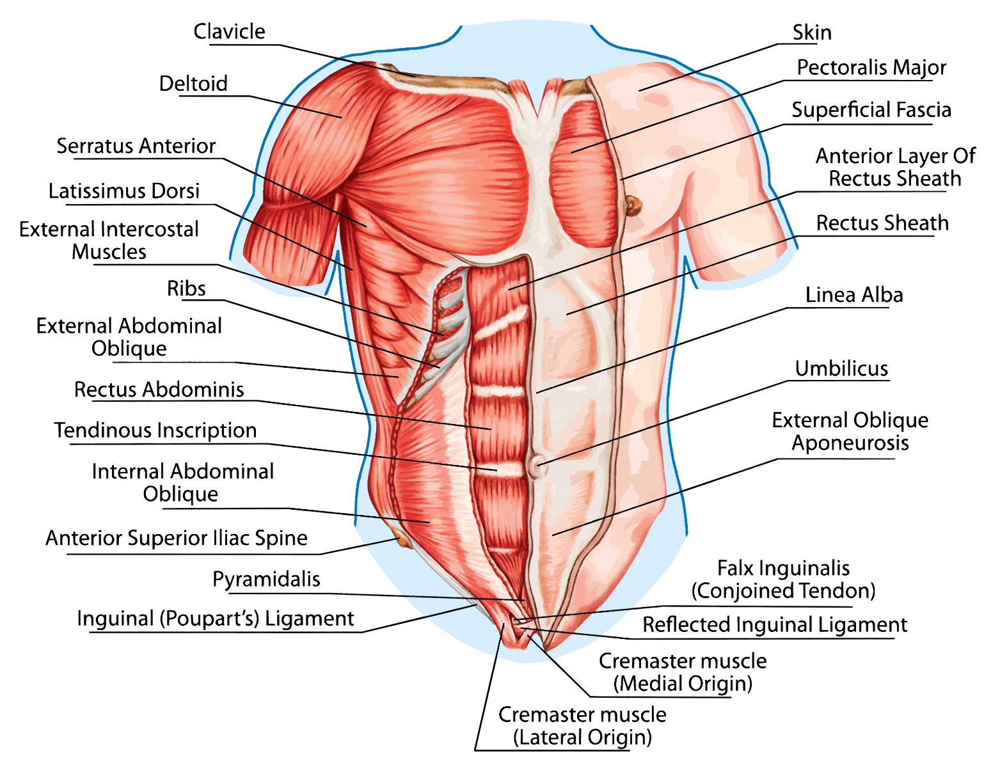 Clavicle
Deltoid
Serratus Anterior
Latissimus Dorsi
External Intercostal
Muscles
Ribs
External Abdominal
Oblique
Rectus Abdominis
Tendinous Inscription
Internal Abdominal
Oblique
Anterior Superior Iliac Spine
Pyramidalis
Inguinal (Poupart's) Ligament
Skin
Pectoralis Major
Superficial Fascia
Anterior Layer Of
Rectus Sheath
Rectus Sheath
Linea Alba
Umbilicus
External Oblique
Aponeurosis
Falx Inguinalis
(Conjoined Tendon)
Reflected Inguinal Ligament
Cremaster muscle
(Medial Origin)
Cremaster muscle
(Lateral Origin)